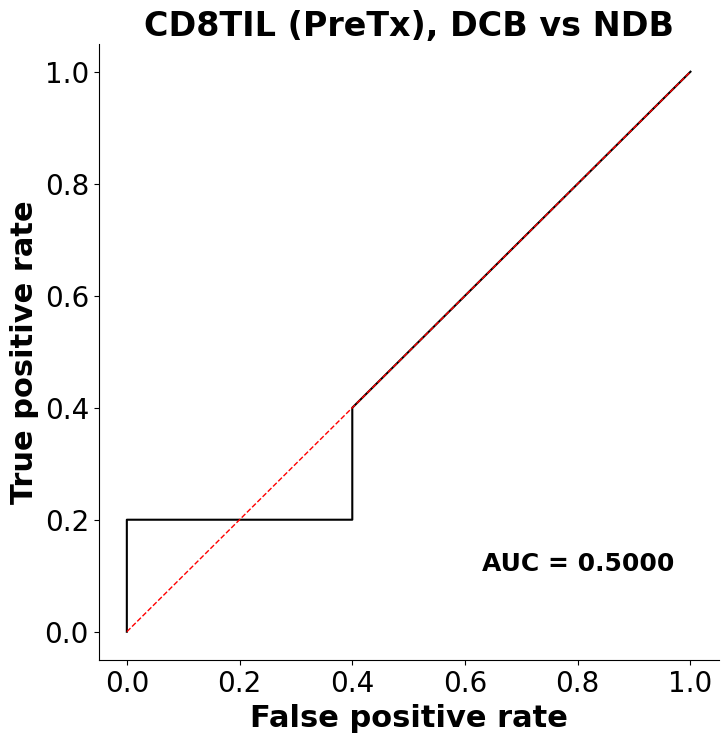 CD8TIL (PreTx), DCB vs NDB
True positive rate
1.0
0.8
0.6
0.4
0.2
0.0
AUC = 0.5000
0.0 0.2 0.4 0.6 0.8 1.0
False positive rate